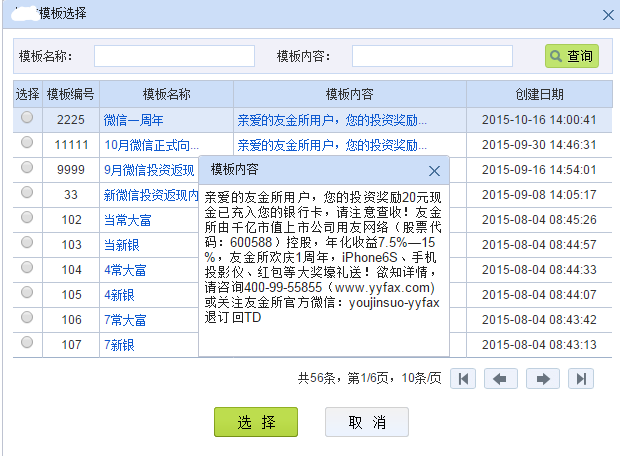 模板选择
模板名称： 模板内容： 查询
选择 模板编号 模板名称 模板内容 创建日期
2225 微信一周年 亲爱的友金所用户，您的投资奖励... 2015-10-16 14:00:41
11111 10月微信正式向... 亲爱的友金所用户，您的投资奖励... 2015-09-30 14:46:31
9999 9月微信投资返现 2015-09-16 14:54:01
33 新微信投资返现内 2015-09-08 14:05:17
102 当常大富 2015-08-04 08:45:26
103 当新银 2015-08-04 08:44:57
104 4常大富 2015-08-04 08:44:33
105 4新银 2015-08-04 08:44:07
106 7常大富 2015-08-04 08:43:42
107 7新银 2015-08-04 08:43:13
模板内容
亲爱的友金所用户，您的投资奖励20元现
金已充入您的银行卡，请注意查收！友金
所由千亿市值上市公司用友网络（股票代
码：600588）控股，年化收益7.5%—15
%，友金所欢庆1周年，iPhone6S、手机
投影仪、红包等大奖壕礼送！欲知详情，
请咨询400-99-55855（www.yyfax.com)
或关注友金所官方微信：youjinsuo-yyfax
退订回TD
共56条，第1/6页，10条/页
选 择 取 消